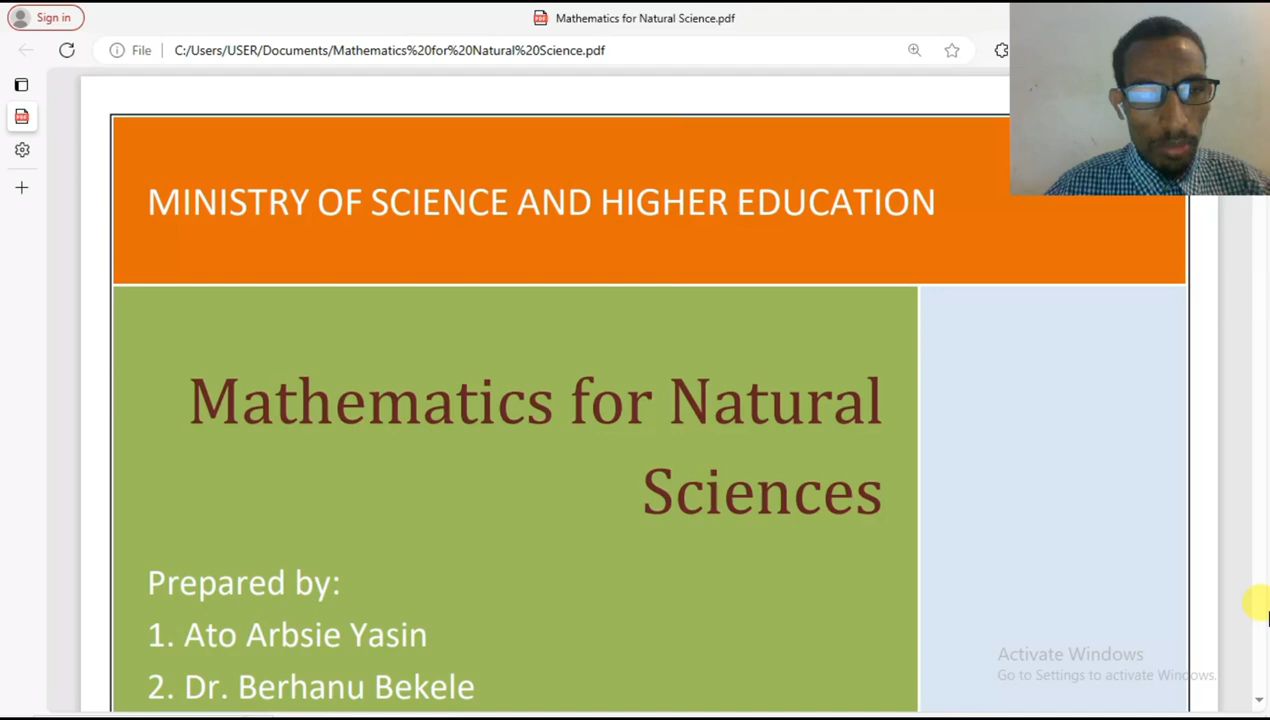 Sign in
Mathematics for Natural Science.pdf
File
C:/Users/USER/Documents/Mathematics%20for%20Natural%20Science.pdf
MINISTRY OF SCIENCE AND HIGHER EDUCATION
Mathematics for Natural
Sciences
Prepared by:
1. Ato Arbsie Yasin
2. Dr. Berhanu Bekele
Activate Windows
Go to Settings to activate Windows.